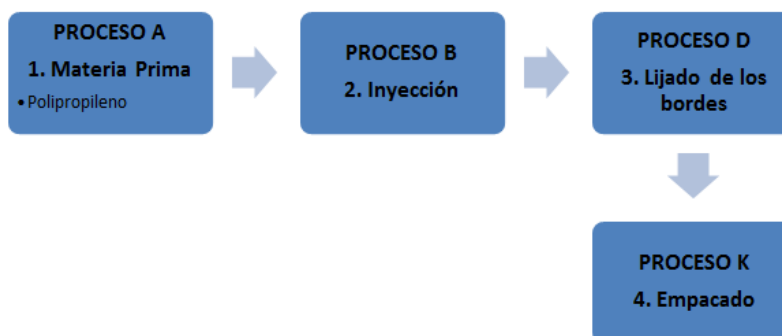 PROCESO A
1. Materia Prima
• Polipropileno
PROCESO B
2. Inyección
PROCESO D
3. Lijado de los
bordes
PROCESO K
4. Empacado